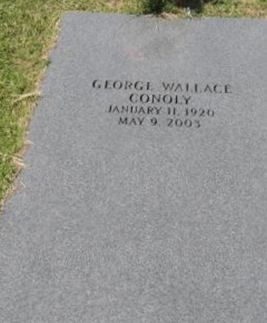 GEORGE WALLACE
CONOLY
JANUARY 11, 1920
MAY 9, 2003